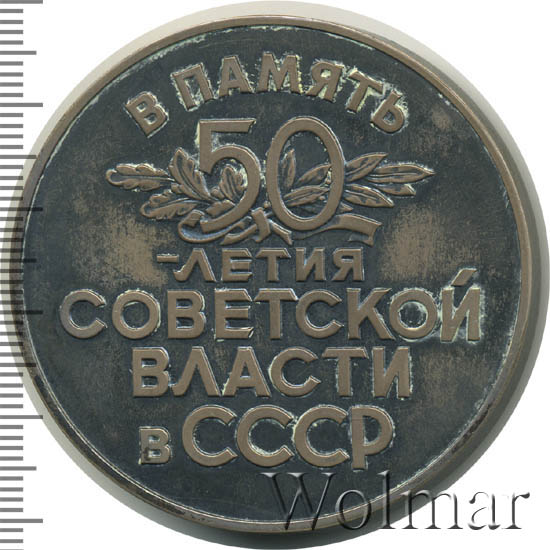 В ПАМЯТЬ
50
-ЛЕТИЯ
СОВЕТСКОЙ
ВЛАСТИ
В СССР
Wolmar